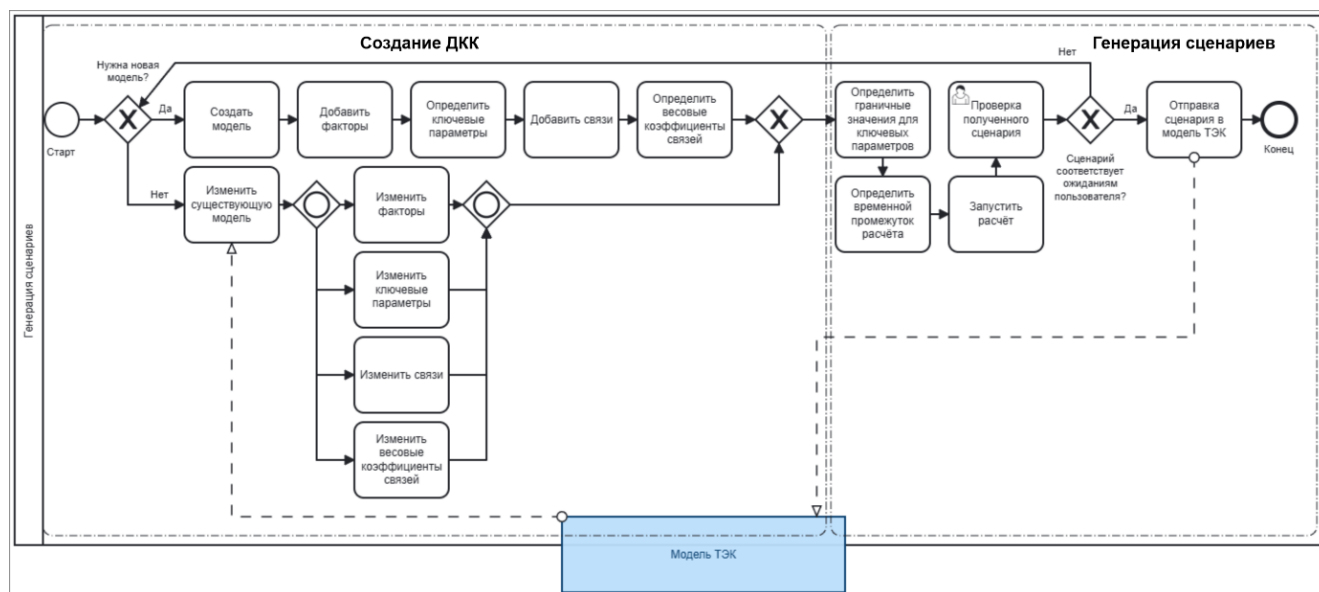 Создание ДКК
Генерация сценариев
Нет
Нужна новая
модель?
Да
Создать
модель
Добавить
факторы
Определить
ключевые
параметры
Добавить связи
Определить
весовые
коэффициенты
связей
Определить
граничные
значения для
ключевых
параметров
Проверка
полученного
сценария
Да
Отправка
сценария в
модель ТЭК
Старт
Конец
Сценарий
соответствует
ожиданиям
пользователя?
Нет
Изменить
существующую
модель
Изменить
факторы
Определить
временной
промежуток
расчёта
Запустить
расчёт
Генерация сценариев
Изменить
ключевые
параметры
Изменить связи
Изменить
весовые
коэффициенты
связей
Модель ТЭК